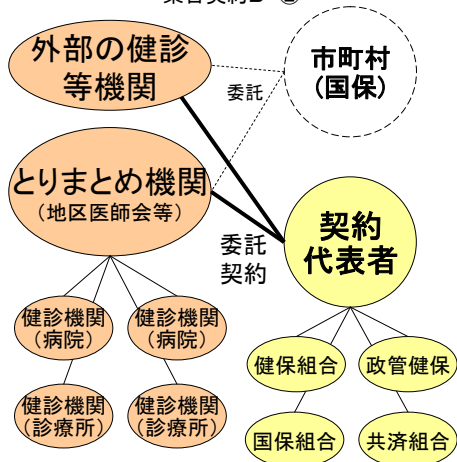 外部の健診
等機関
市町村
(国保)
委託
とりまとめ機関
(地区医師会等)
契約
代表者
委託
契約
健診機関
(病院)
健診機関
(病院)
健保組合
政管健保
健診機関
(診療所)
健診機関
(診療所)
国保組合
共済組合